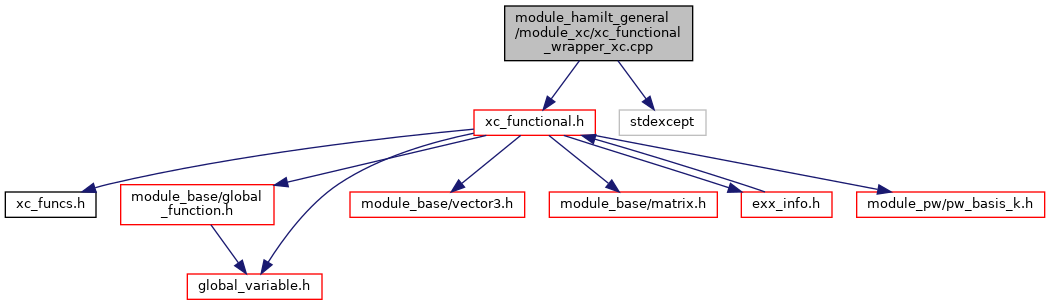 module_hamilt_general
/module_xc/xc_functional
_wrapper_xc.cpp
xc_functional.h
stdexcept
xc_funcs.h
module_base/global
_function.h
module_base/vector3.h
module_base/matrix.h
exx_info.h
module_pw/pw_basis_k.h
global_variable.h